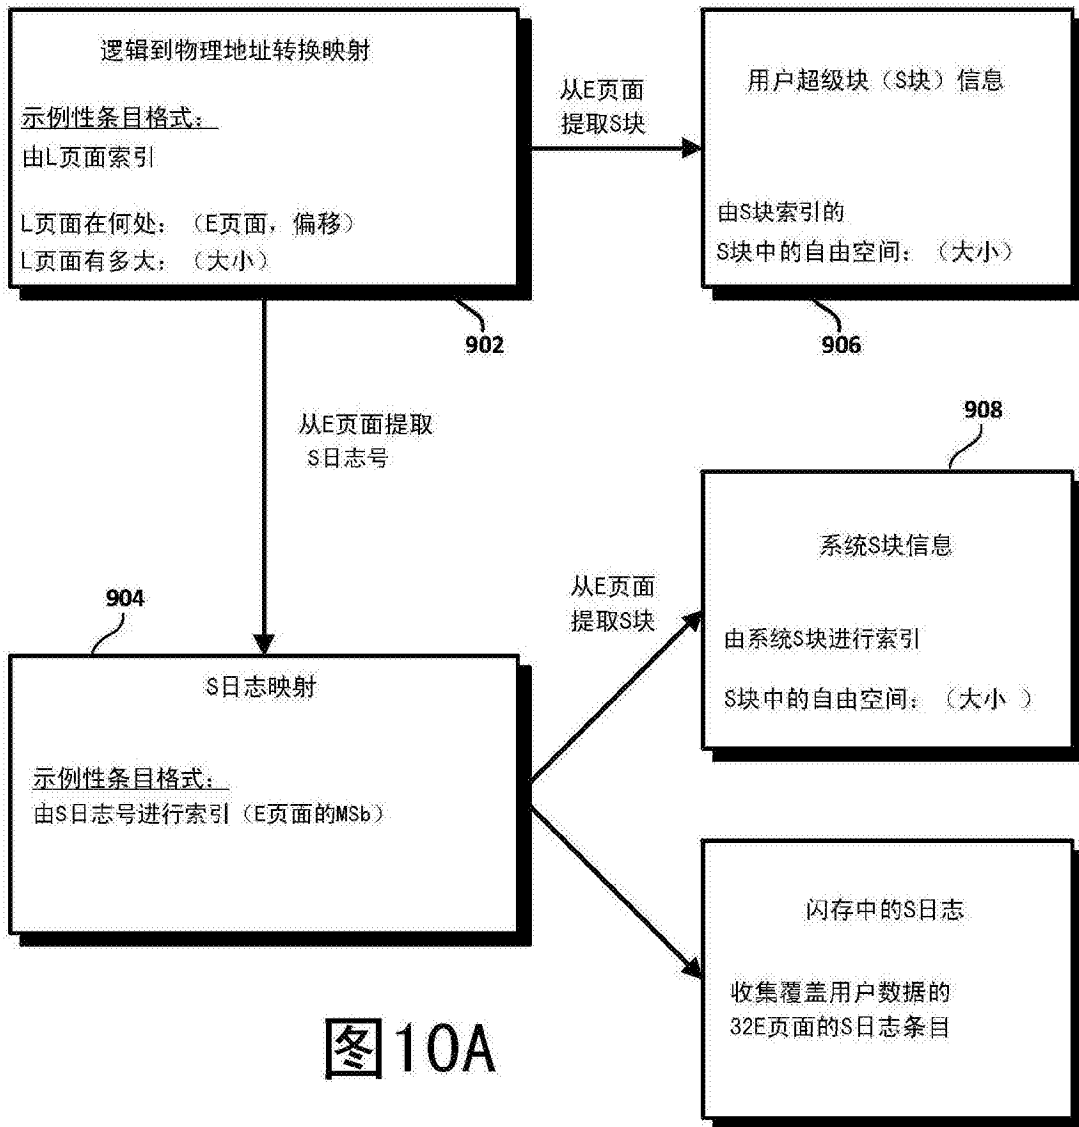 逻辑到物理地址转换映射
示例性条目格式：
由L页面索引
L页面在何处：（E页面，偏移）
L页面有多大：（大小）
902
从E页面
提取S块
用户超级块（S块）信息
由S块索引的
S块中的自由空间：（大小）
906
从E页面提取
S日志号
904
S日志映射
示例性条目格式：
由S日志号进行索引（E页面的MSb）
从E页面
提取S块
908
系统S块信息
由系统S块进行索引
S块中的自由空间：（大小 ）
闪存中的S日志
收集覆盖用户数据的
32E页面的S日志条目
图10A